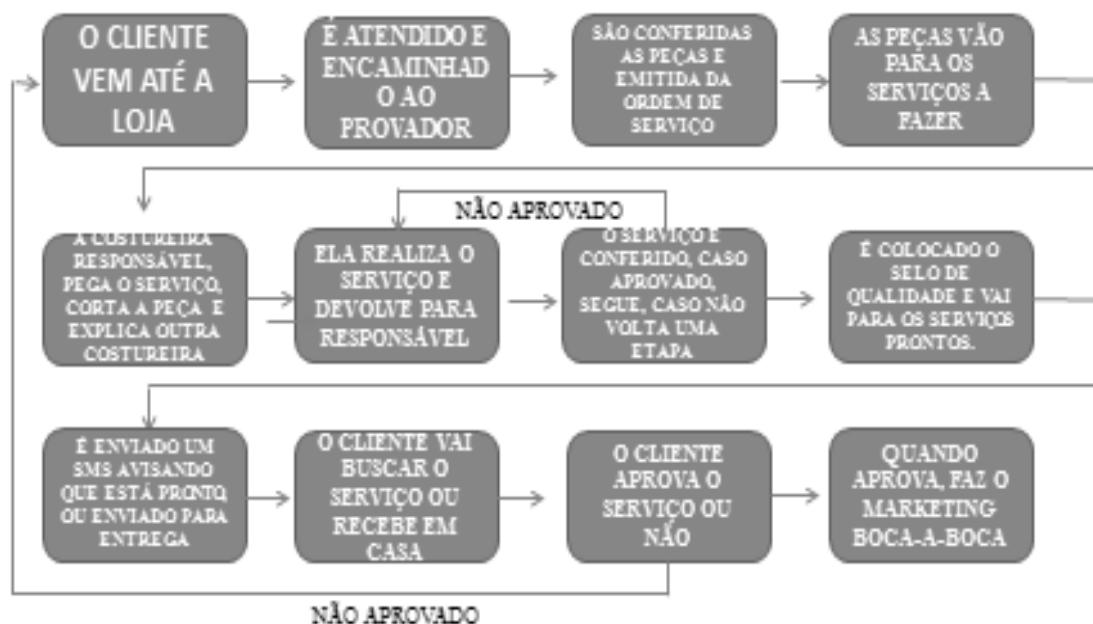 O CLIENTE
VEM ATÉ A
LOJA
É ATENDIDO E
ENCAMINHAD
O AO
PROVADOR
SÃO CONFERIDAS
AS PEÇAS E
EMITIDA DA
ORDEM DE
SERVIÇO
AS PEÇAS VÃO
PARA OS
SERVIÇOS A
FAZER
A COSTUREIRA
RESPONSÁVEL,
PEGA O SERVIÇO,
CORTA A PEÇA E
EXPLICA OUTRA
COSTUREIRA
ELA REALIZA O
SERVIÇO E
DEVOLVE PARA
RESPONSÁVEL
NÃO APROVADO
O SERVIÇO E
CONFERIDO, CASO
APROVADO,
SEGUE, CASO NÃO
VOLTA UMA
ETAPA
É COLOCADO O
SELO DE
QUALIDADE E VAI
PARA OS SERVIÇOS
PRONTOS.
É ENVIADO UM
SMS AVISANDO
QUE ESTÁ PRONTO,
OU ENVIADO PARA
ENTREGA
O CLIENTE VAI
BUSCAR O
SERVIÇO OU
RECEBE EM
CASA
O CLIENTE
APROVA O
SERVIÇO OU
NÃO
QUANDO
APROVA, FAZ O
MARKETING
BOCA-A-BOCA
NÃO APROVADO